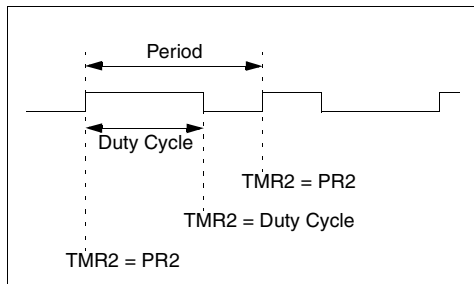 Period
Duty Cycle
TMR2 = PR2
TMR2 = Duty Cycle
TMR2 = PR2